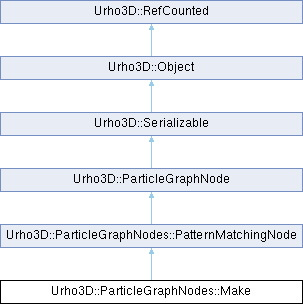 Urho3D::RefCounted
Urho3D::Object
Urho3D::Serializable
Urho3D::ParticleGraphNode
Urho3D::ParticleGraphNodes::PatternMatchingNode
Urho3D::ParticleGraphNodes::Make